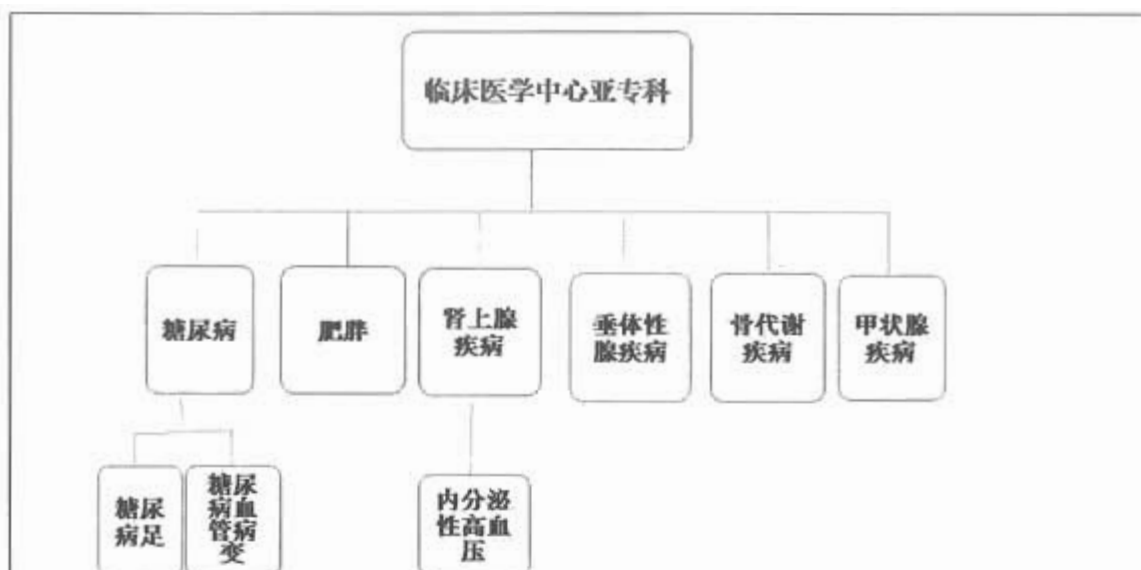 临床医学中心亚专科
糖尿病
肥胖
肾上腺
疾病
垂体性
腺疾病
骨代谢
疾病
甲状腺
疾病
糖尿
病足
糖尿
病血
管病
变
内分泌
性高血
压